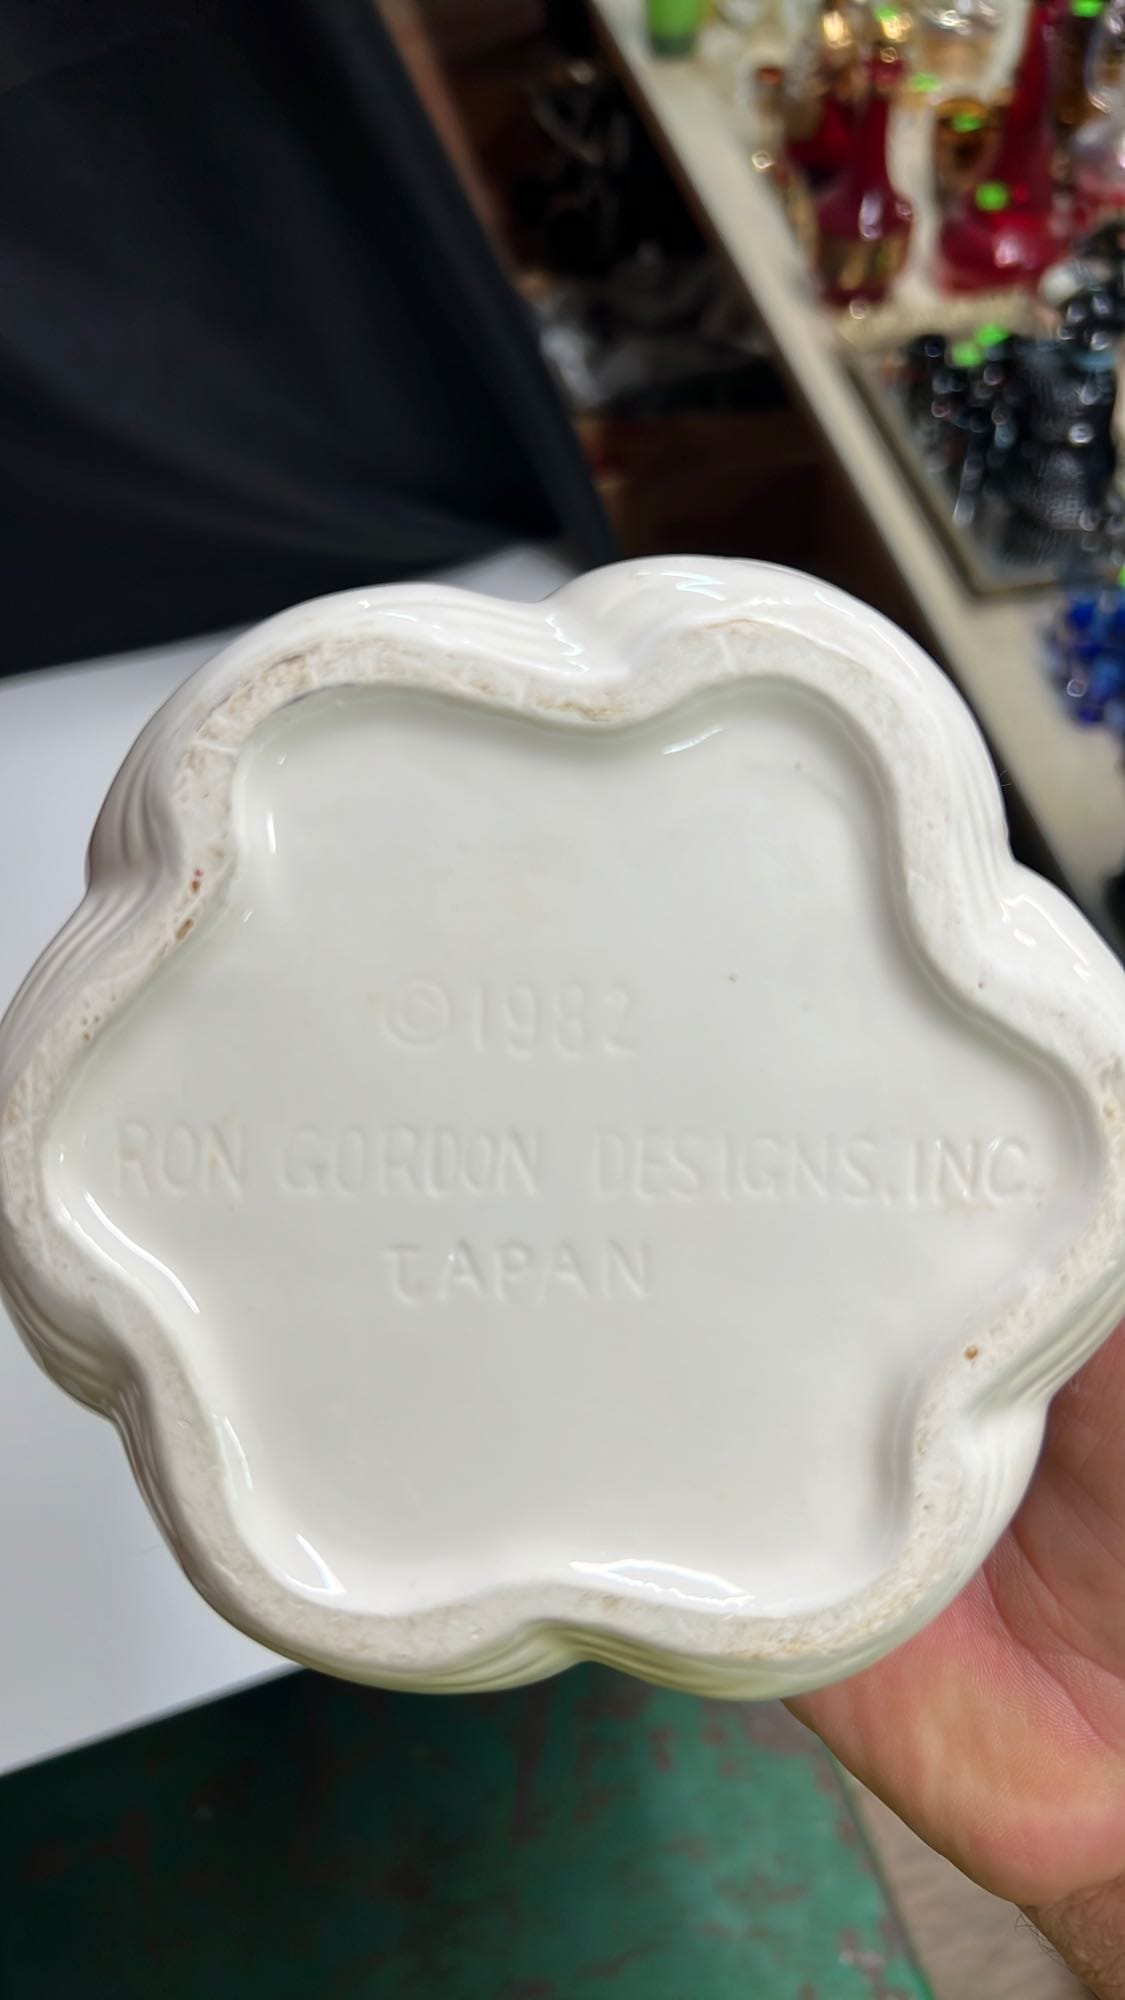 ©1982
RON GORDON DESIGNS, INC.
JAPAN